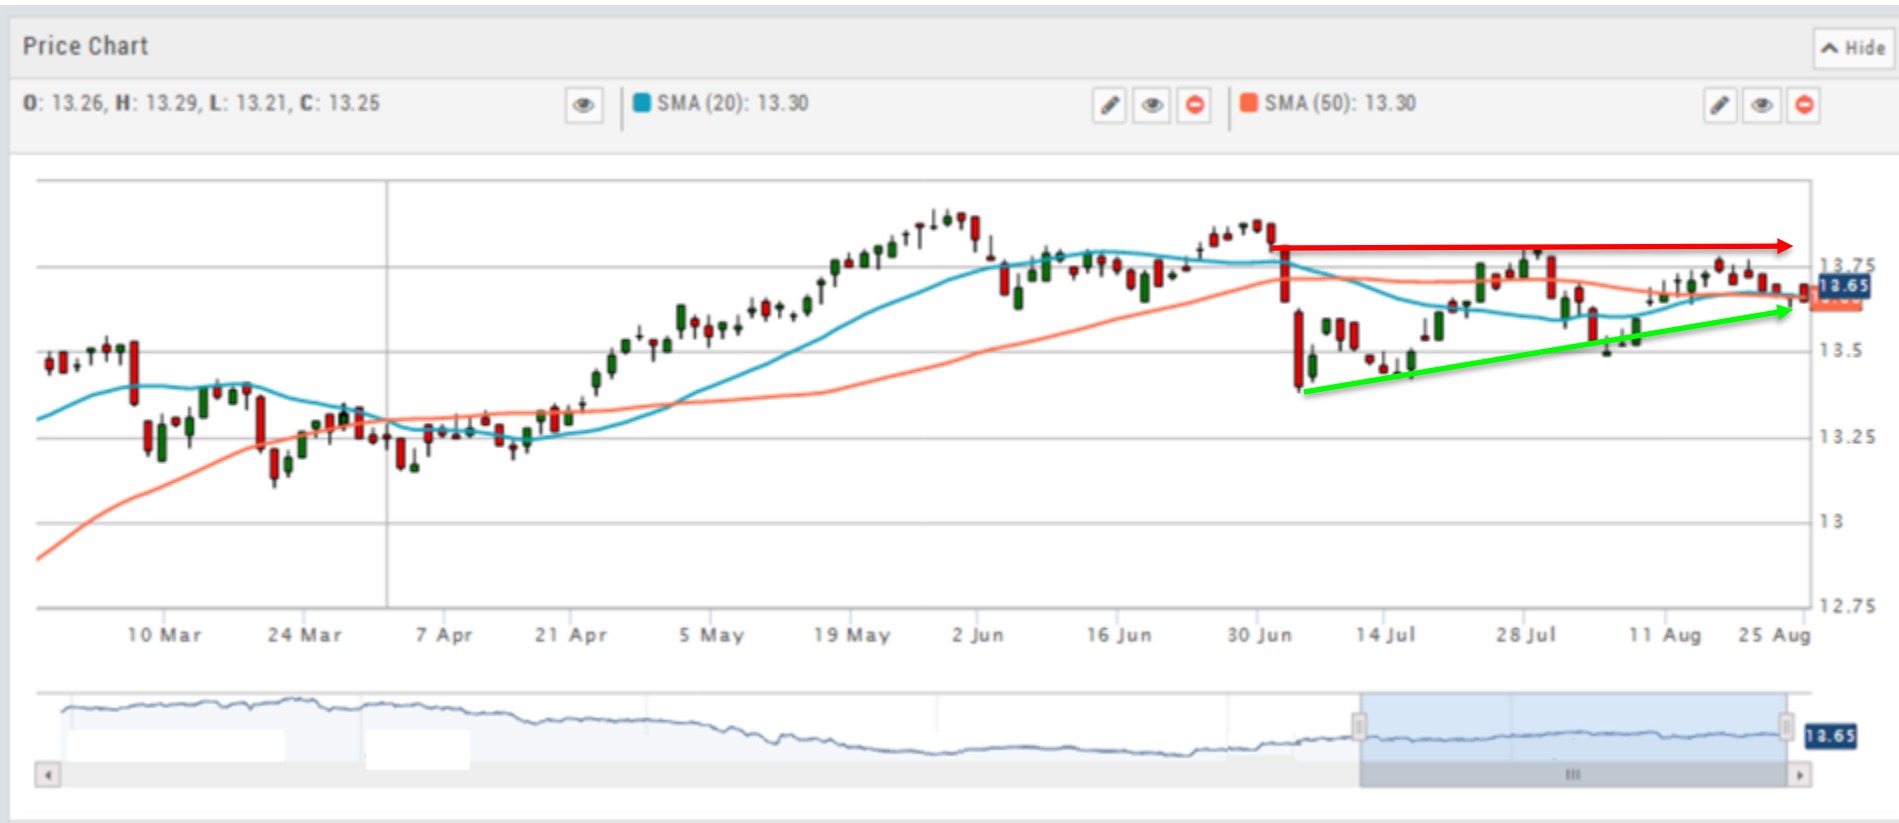 Price Chart
Hide
O: 13.26, H: 13.29, L: 13.21, C: 13.25
SMA (20): 13.30
SMA (50): 13.30
13.75
13.65
13.5
13.25
13
12.75
10 Mar
24 Mar
7 Apr
21 Apr
5 May
19 May
2 Jun
16 Jun
30 Jun
14 Jul
28 Jul
11 Aug
25 Aug
13.65